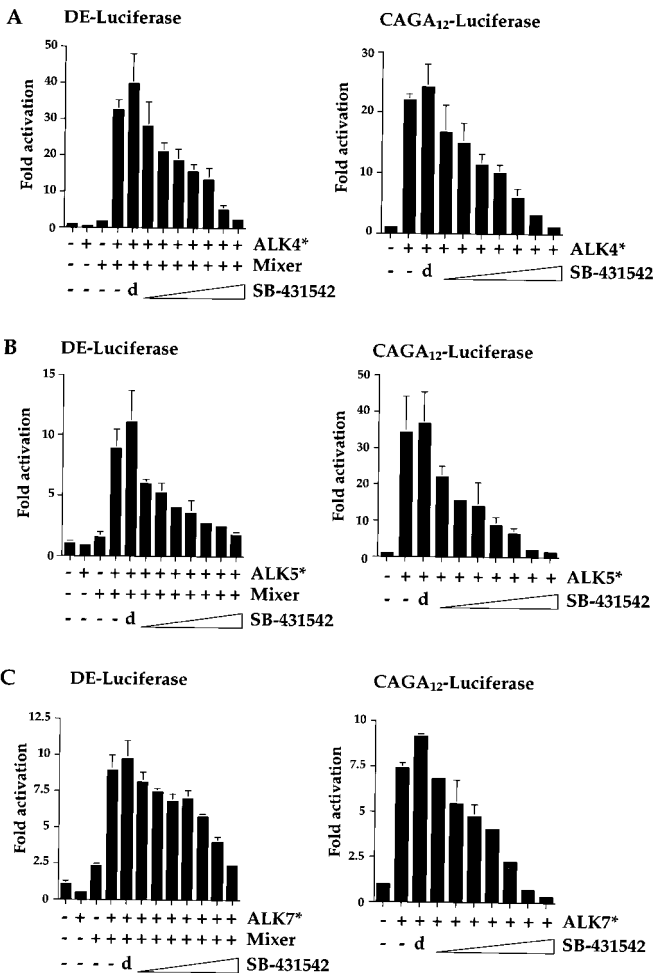 A
DE-Luciferase
Fold activation
50
40
30
20
10
0
- + - + + + + + + + + + ALK4*
- - + + + + + + + + + + Mixer
- - - - d SB-431542
CAGA₁₂-Luciferase
Fold activation
30
20
10
0
- + + + + + + + + + ALK4*
- - d SB-431542
B
DE-Luciferase
Fold activation
15
10
5
0
- + - + + + + + + + + + ALK5*
- - + + + + + + + + + + Mixer
- - - - d SB-431542
CAGA₁₂-Luciferase
Fold activation
50
40
30
20
10
0
- + + + + + + + + + ALK5*
- - d SB-431542
C
DE-Luciferase
Fold activation
12.5
10
7.5
5
2.5
0
- + - + + + + + + + + + ALK7*
- - + + + + + + + + + + Mixer
- - - - d SB-431542
CAGA₁₂-Luciferase
Fold activation
10
7.5
5
2.5
0
- + + + + + + + + + ALK7*
- - d SB-431542